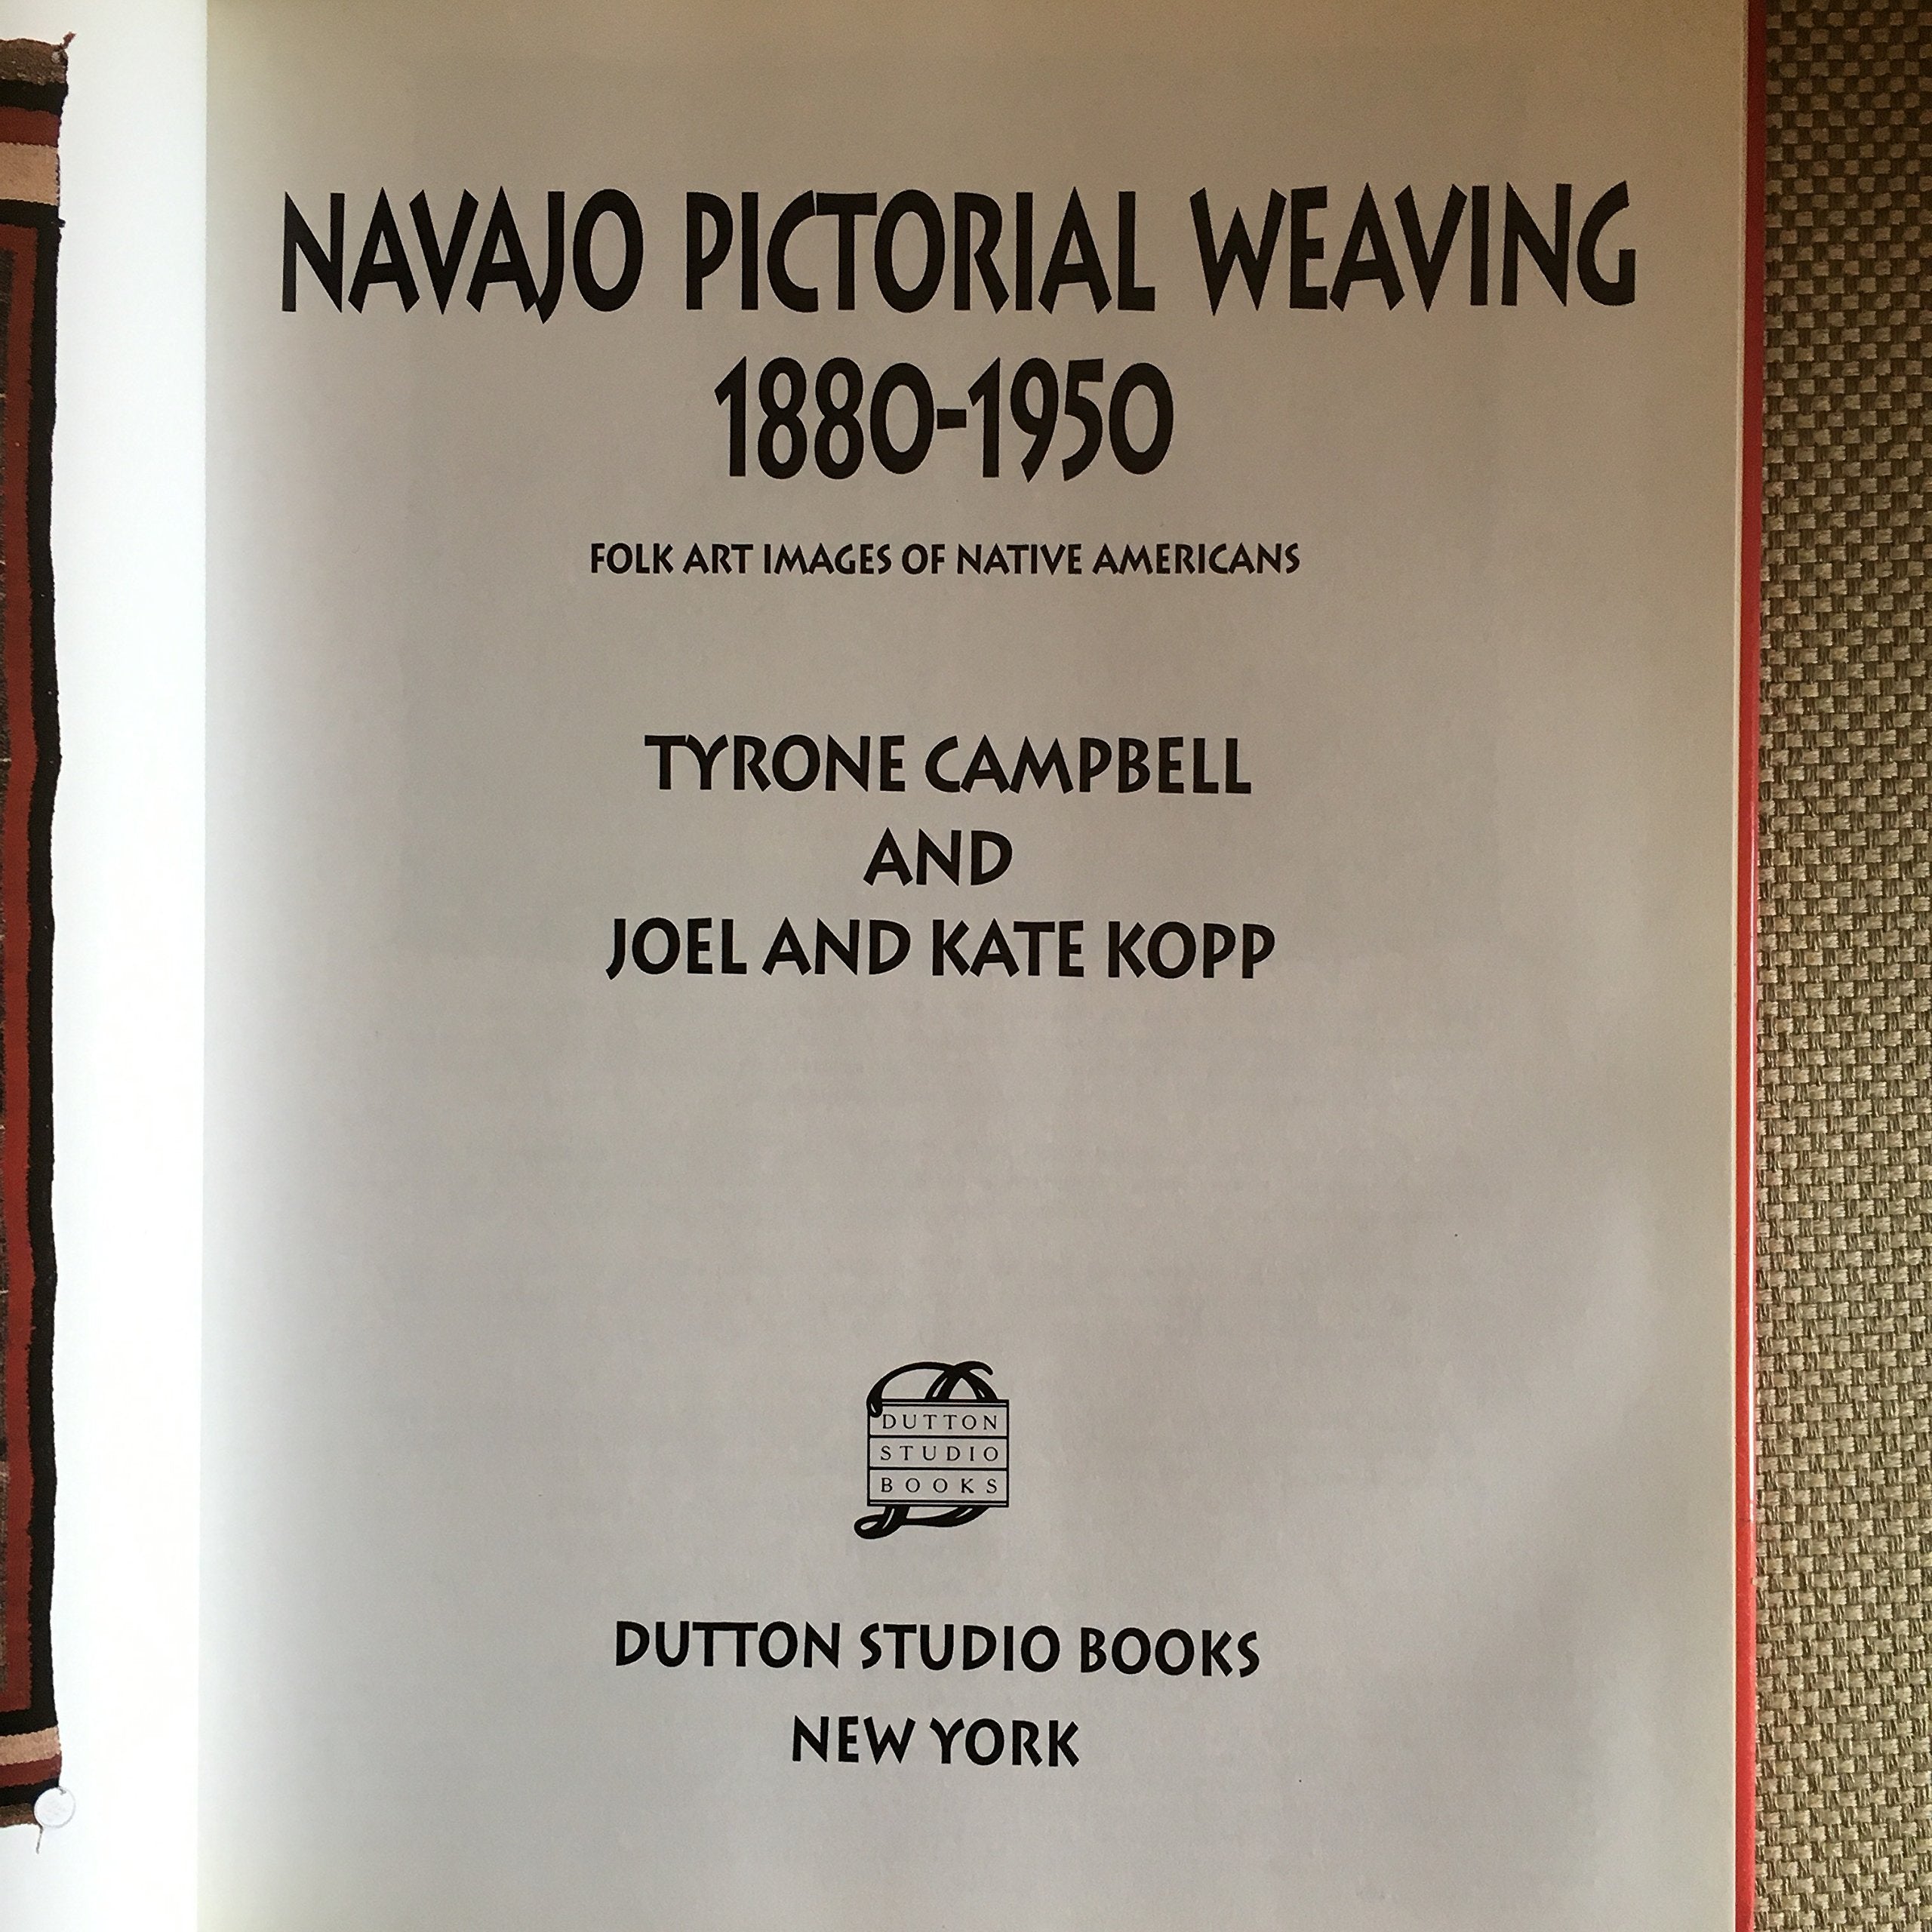 NAVAJO PICTORIAL WEAVING
1880-1950
FOLK ART IMAGES OF NATIVE AMERICANS
TYRONE CAMPBELL
AND
JOEL AND KATE KOPP
DUTTON
STUDIO
BOOKS
DUTTON STUDIO BOOKS
NEW YORK